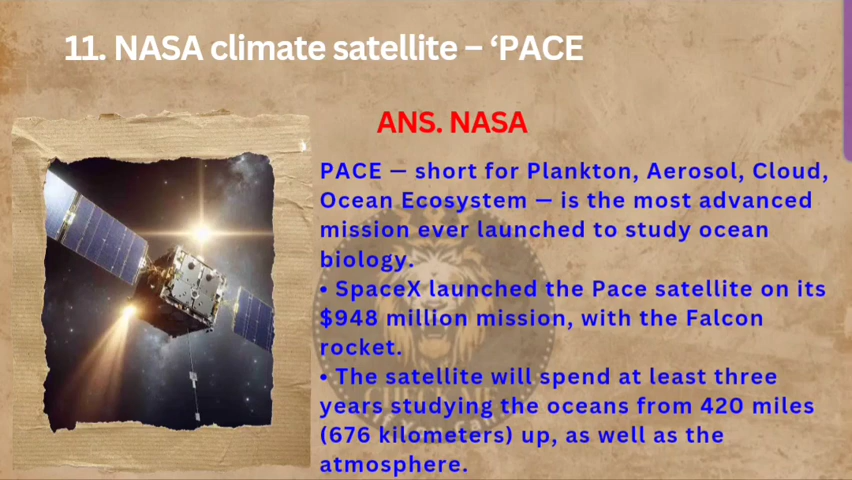 11. NASA climate satellite – ‘PACE
ANS. NASA
PACE — short for Plankton, Aerosol, Cloud,
Ocean Ecosystem — is the most advanced
mission ever launched to study ocean
biology.
• SpaceX launched the Pace satellite on its
$948 million mission, with the Falcon
rocket.
• The satellite will spend at least three
years studying the oceans from 420 miles
(676 kilometers) up, as well as the
atmosphere.